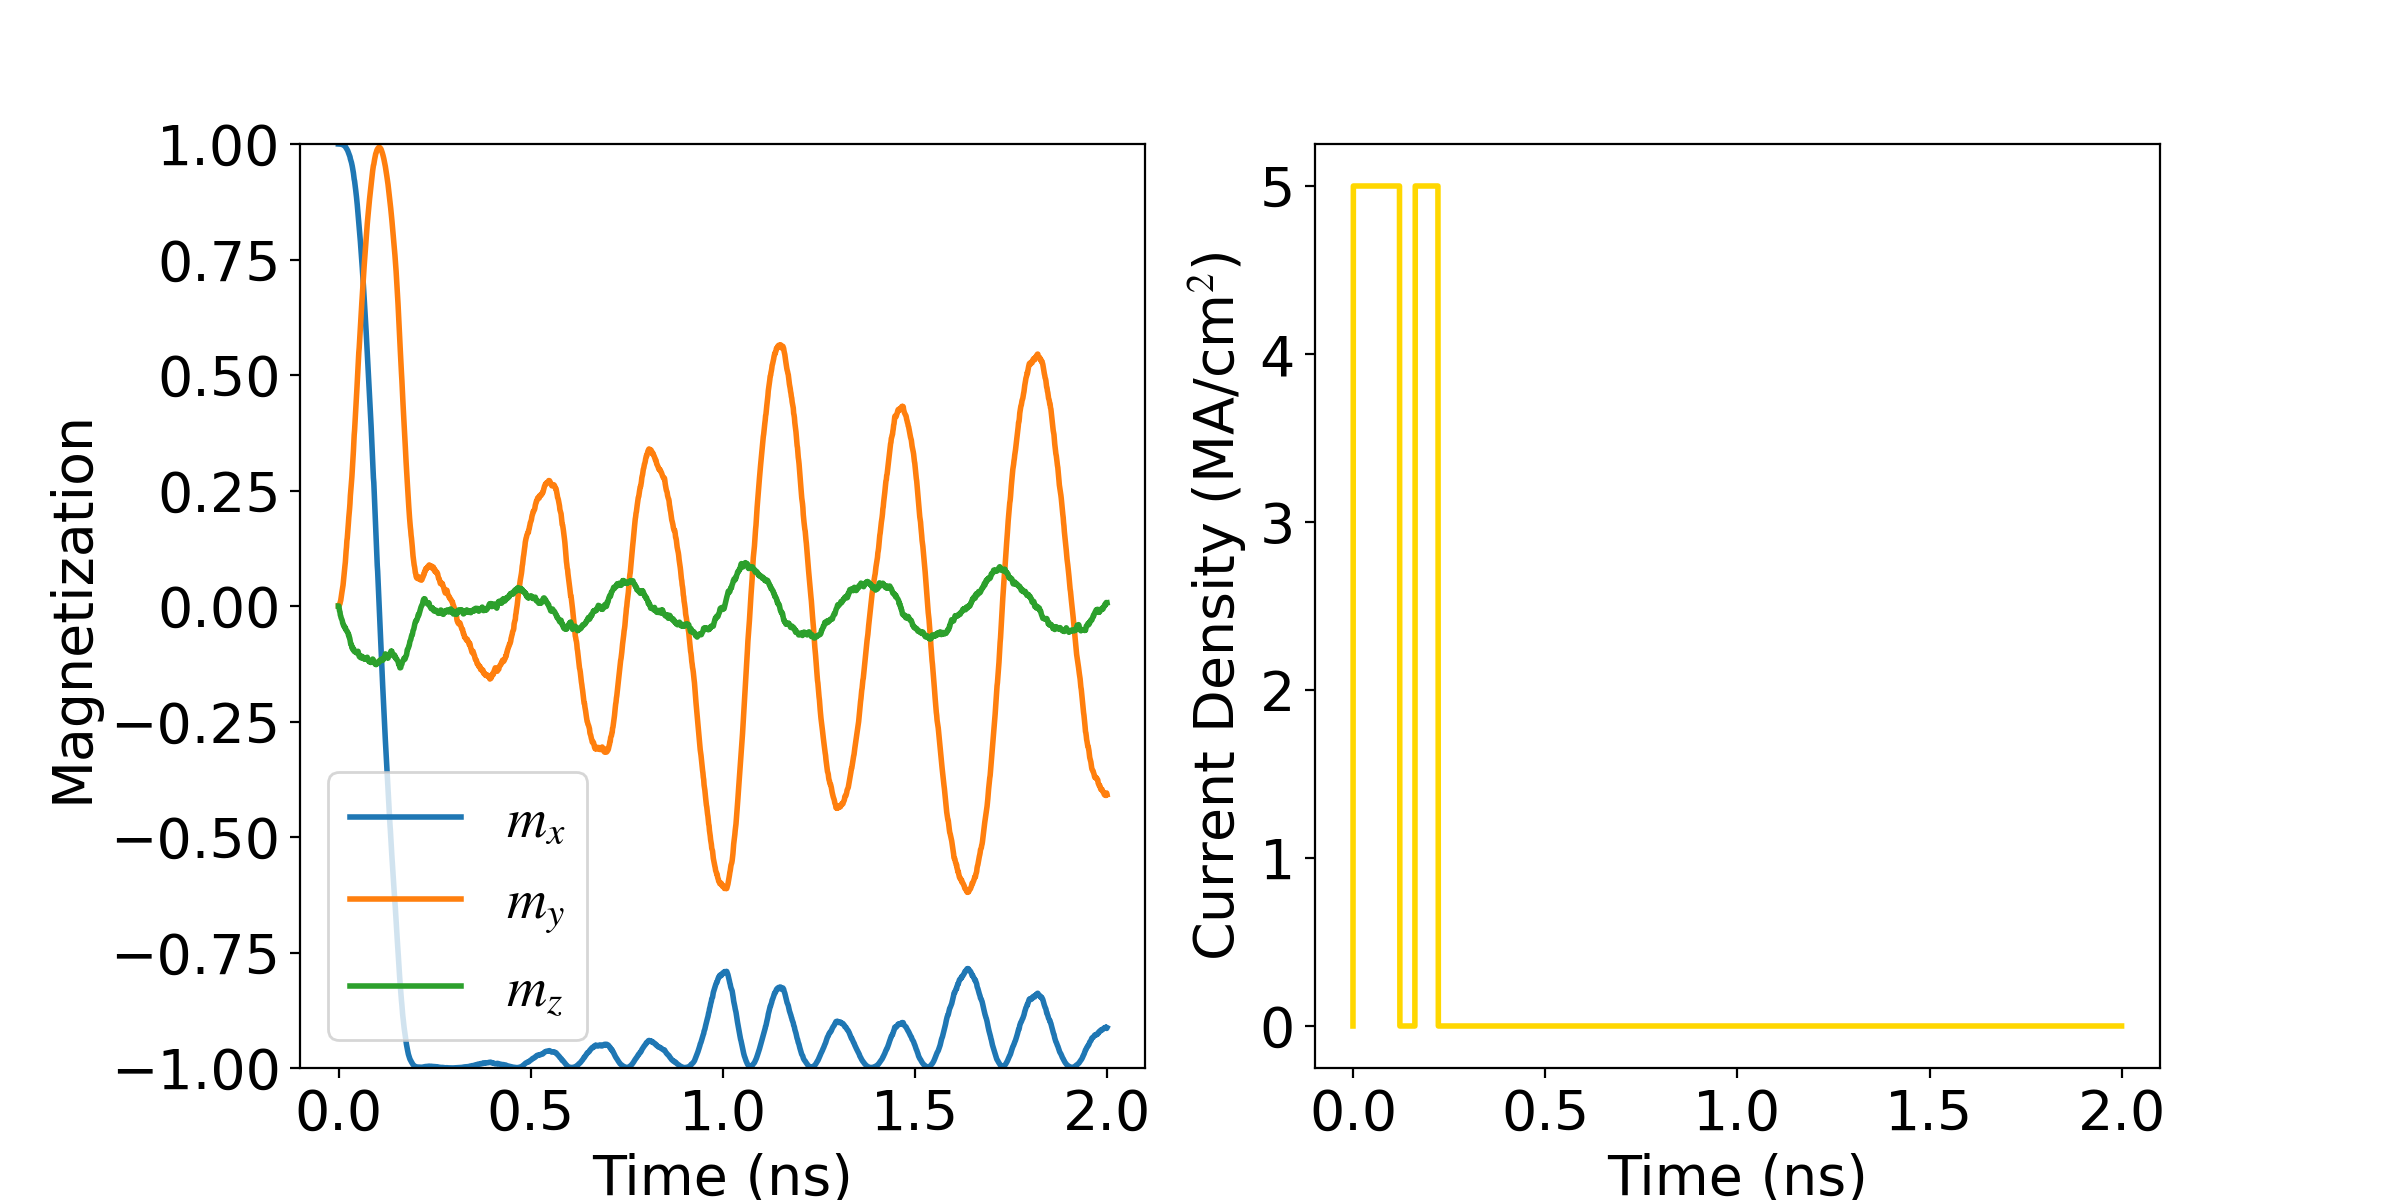 Magnetization
1.00
0.75
0.50
0.25
0.00
−0.25
−0.50
−0.75
−1.00
m_x
m_y
m_z
0.0 0.5 1.0 1.5 2.0
Time (ns)
Current Density (MA/cm²)
5
4
3
2
1
0
0.0 0.5 1.0 1.5 2.0
Time (ns)